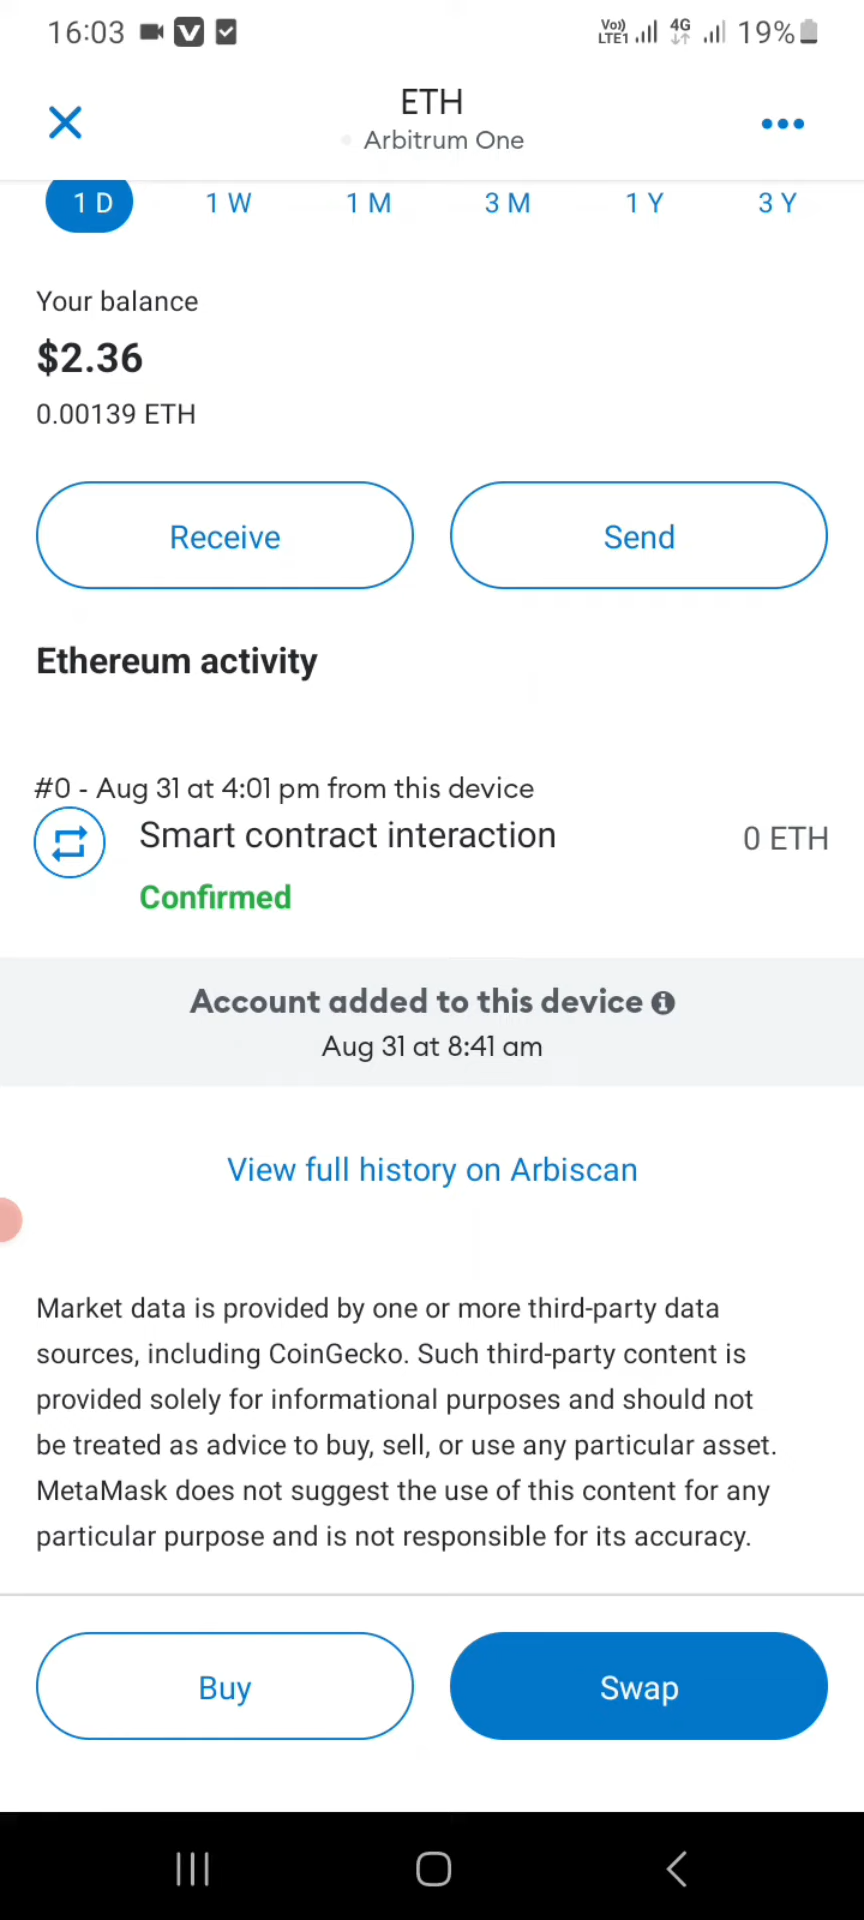 16:03
Vo)) LTE1 4G 19%
ETH
Arbitrum One
1 D 1 W 1 M 3 M 1 Y 3 Y
Your balance
$2.36
0.00139 ETH
Receive Send
Ethereum activity
#0 - Aug 31 at 4:01 pm from this device
Smart contract interaction 0 ETH
Confirmed
Account added to this device
Aug 31 at 8:41 am
View full history on Arbiscan
Market data is provided by one or more third-party data
sources, including CoinGecko. Such third-party content is
provided solely for informational purposes and should not
be treated as advice to buy, sell, or use any particular asset.
MetaMask does not suggest the use of this content for any
particular purpose and is not responsible for its accuracy.
Buy Swap